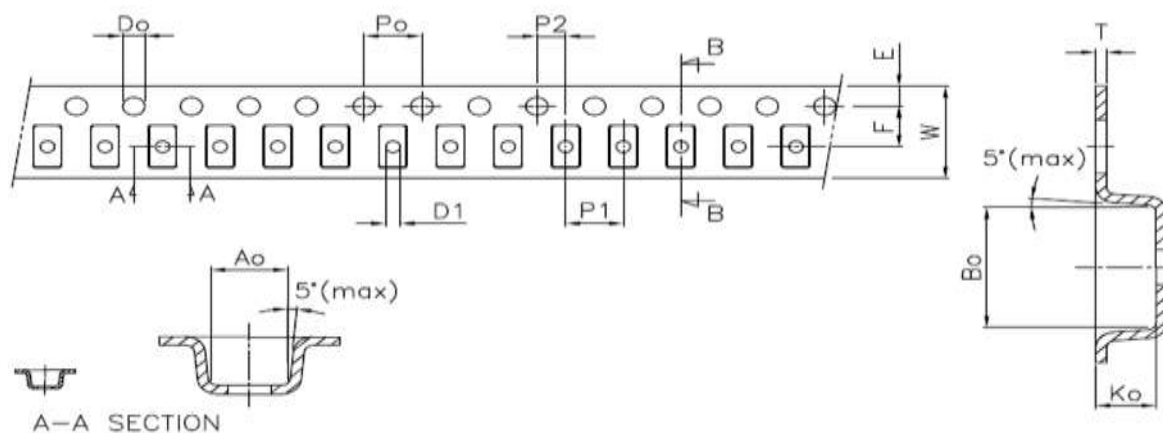 Do
Po
P2
B
E
F
W
T
A
A
D1
P1
B
5°(max)
Bo
Ko
Ao
5°(max)
A-A SECTION